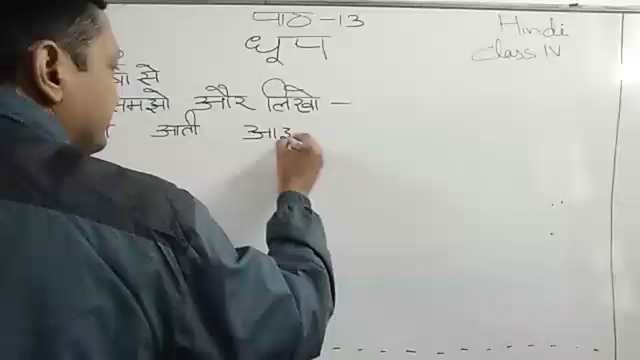 पाठ-13
Hindi
धूप
Class IV
से
समझो और लिखो -
आती